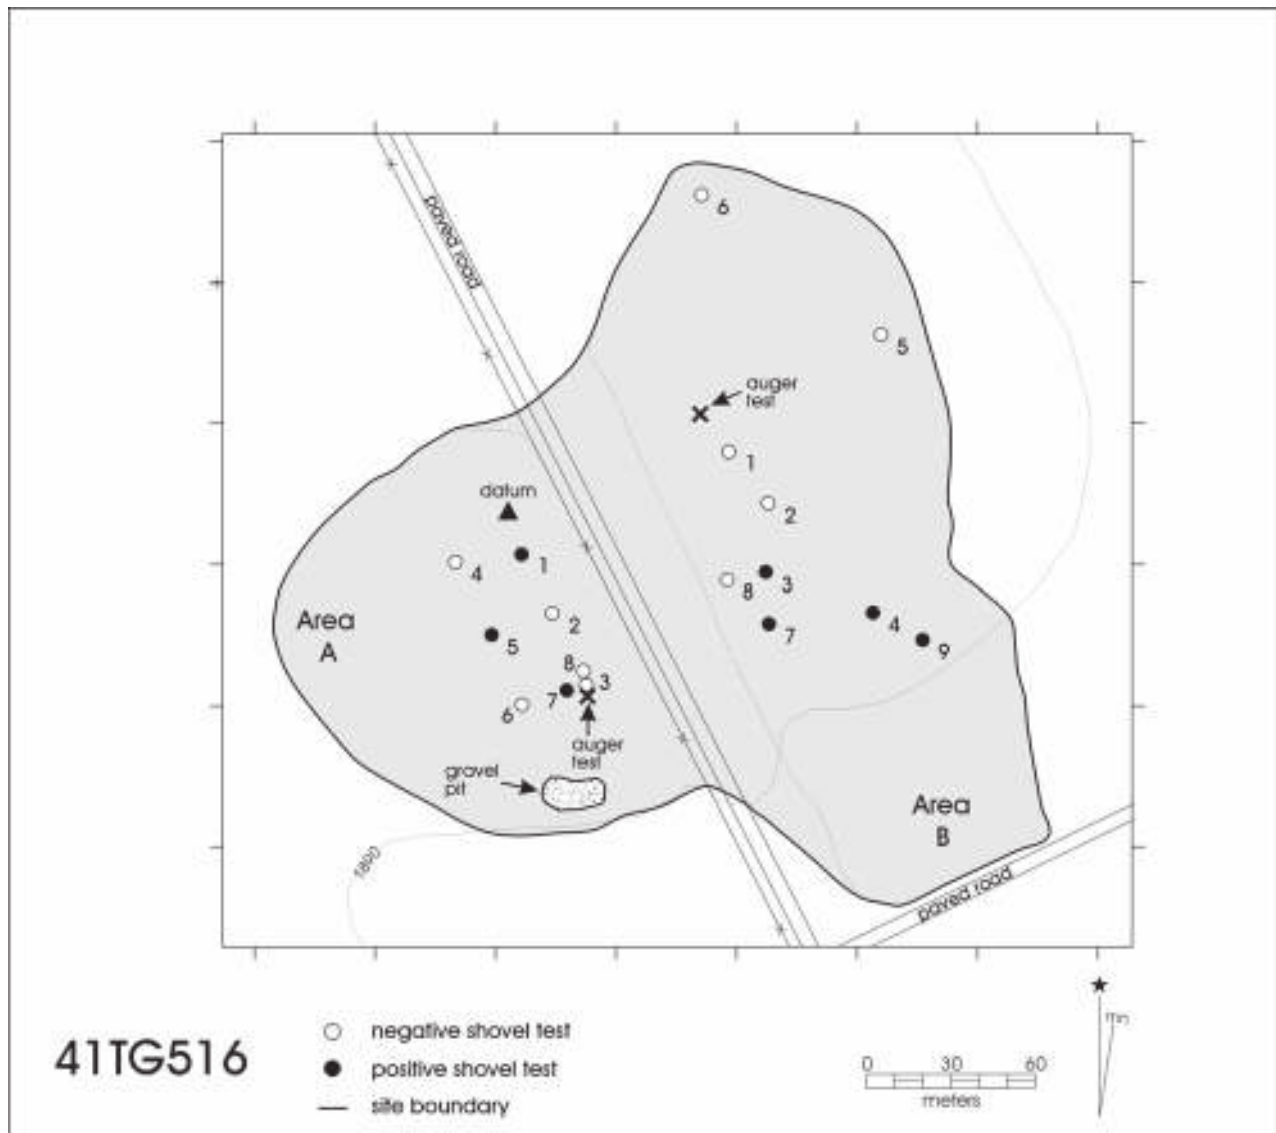 paved road
6
5
auger
test
1
datum
2
1
4
3
8
Area
A
2
7
4
5
9
8
3
7
6
auger
test
gravel
pit
Area
B
1890
paved road
mn
41TG516
negative shovel test
positive shovel test
site boundary
0 30 60
meters